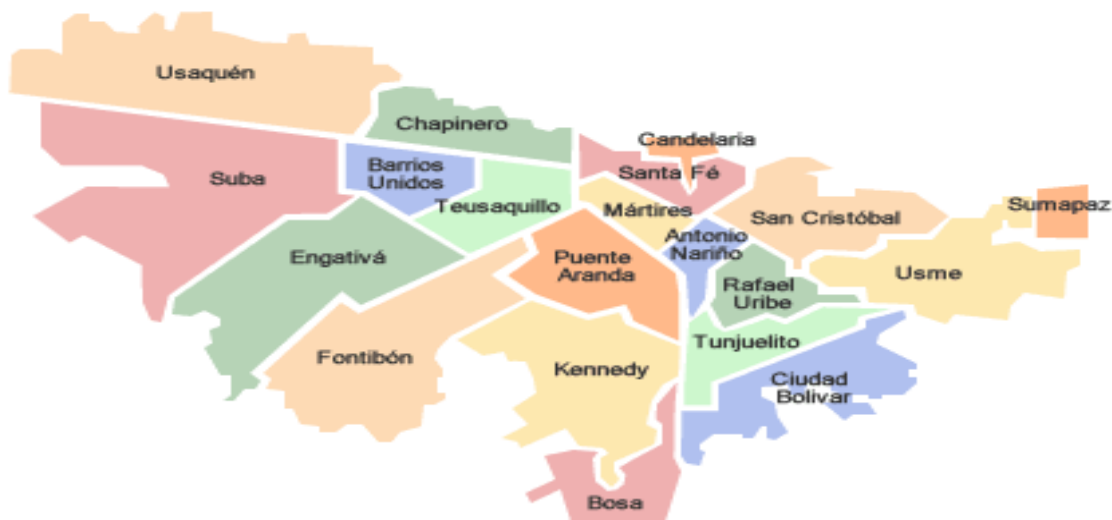 Usaquén
Chapinero
Candelaria
Barrios
Unidos
Santa Fé
Suba
Teusaquillo
Mártires
San Cristóbal
Sumapaz
Antonio
Nariño
Engativá
Puente
Aranda
Usme
Rafael
Uribe
Tunjuelito
Fontibón
Kennedy
Ciudad
Bolivar
Bosa